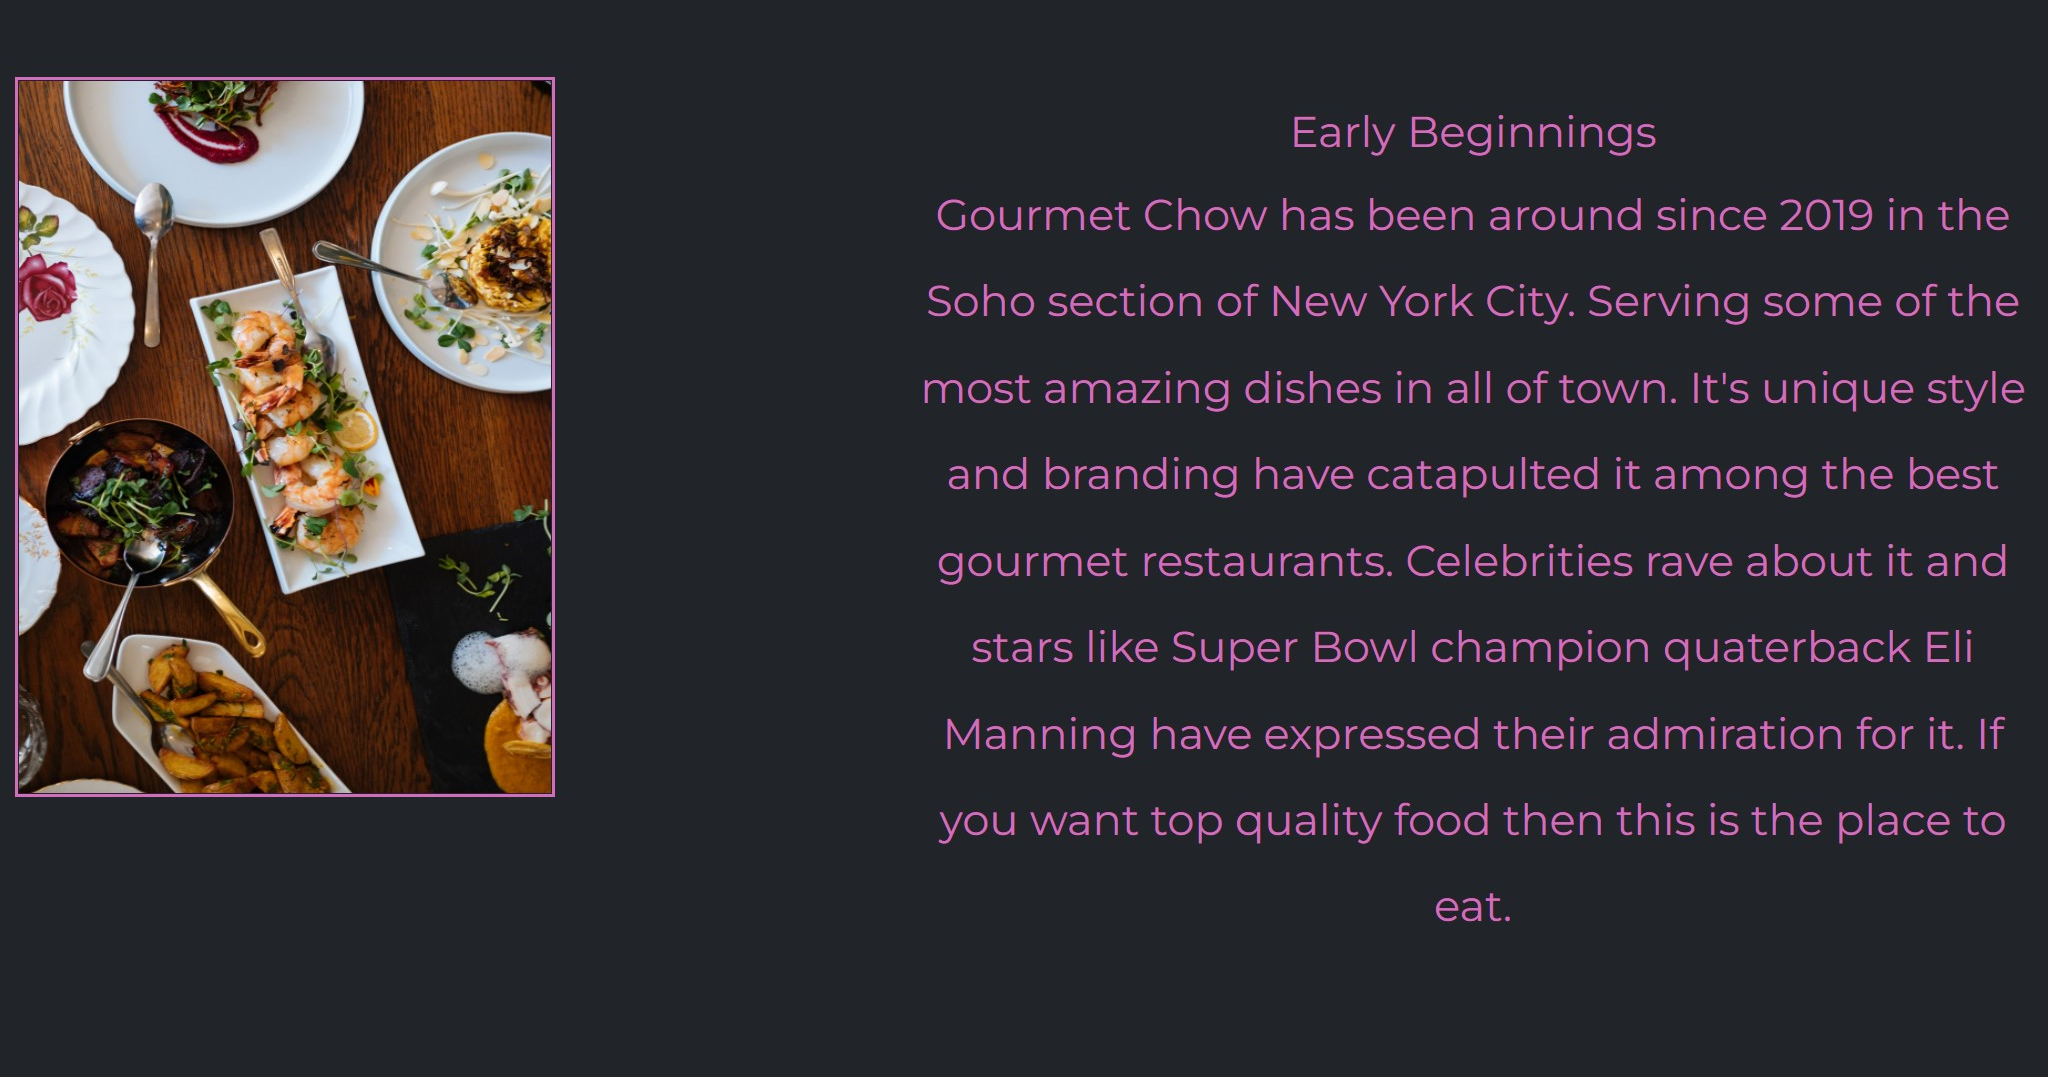 Early Beginnings
Gourmet Chow has been around since 2019 in the
Soho section of New York City. Serving some of the
most amazing dishes in all of town. It's unique style
and branding have catapulted it among the best
gourmet restaurants. Celebrities rave about it and
stars like Super Bowl champion quaterback Eli
Manning have expressed their admiration for it. If
you want top quality food then this is the place to
eat.